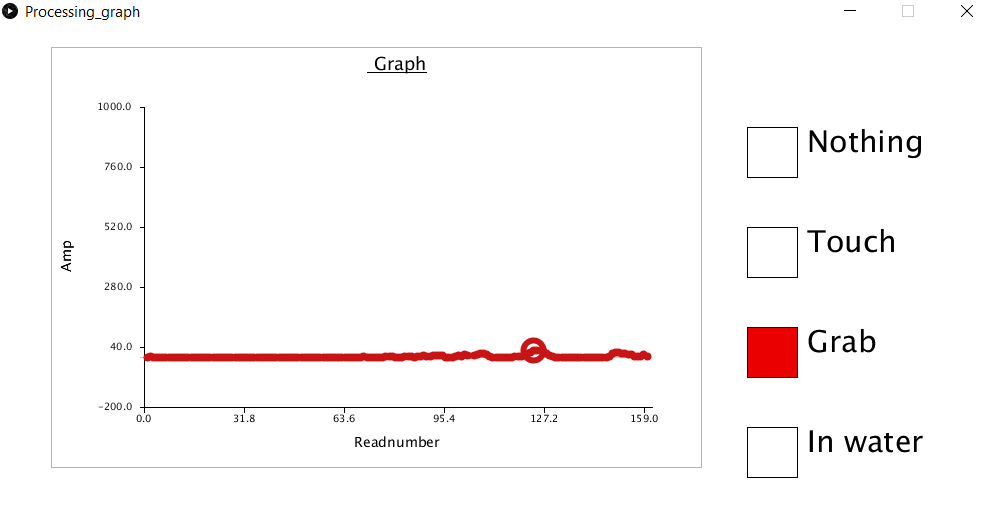 Processing_graph
Graph
1000.0
760.0
520.0
280.0
40.0
-200.0
Amp
0.0 31.8 63.6 95.4 127.2 159.0
Readnumber
Nothing
Touch
Grab
In water